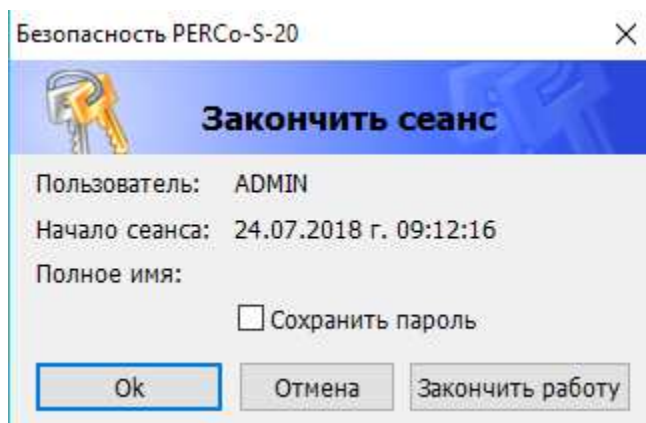 Безопасность PERCo-S-20
Закончить сеанс
Пользователь: ADMIN
Начало сеанса: 24.07.2018 г. 09:12:16
Полное имя:
Сохранить пароль
Ok Отмена Закончить работу